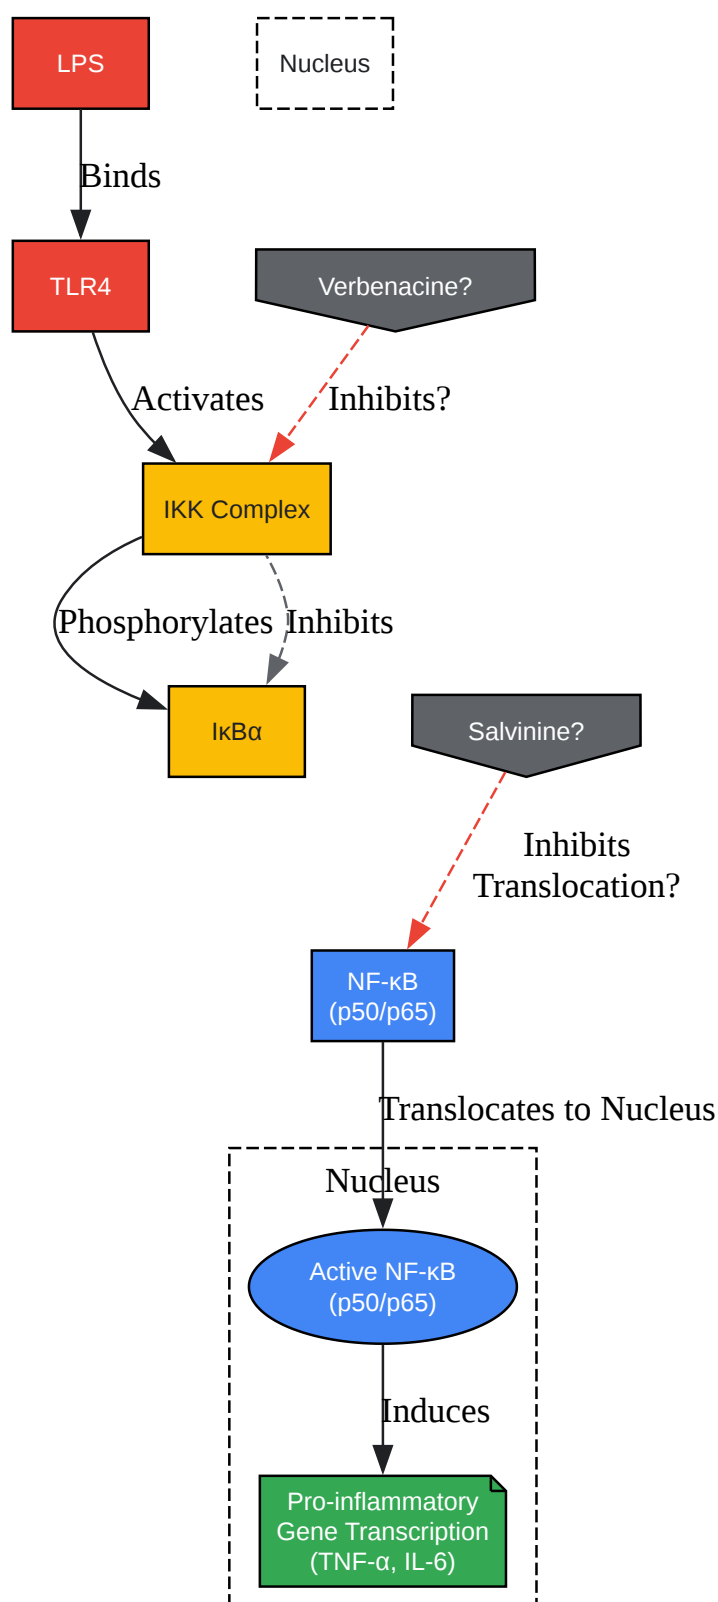 LPS
Nucleus
Binds
TLR4
Verbenacine?
Activates
Inhibits?
IKK Complex
Phosphorylates
Inhibits
IκBα
Salvinine?
Inhibits
Translocation?
NF-κB
(p50/p65)
Translocates to Nucleus
Nucleus
Active NF-κB
(p50/p65)
Induces
Pro-inflammatory
Gene Transcription
(TNF-α, IL-6)